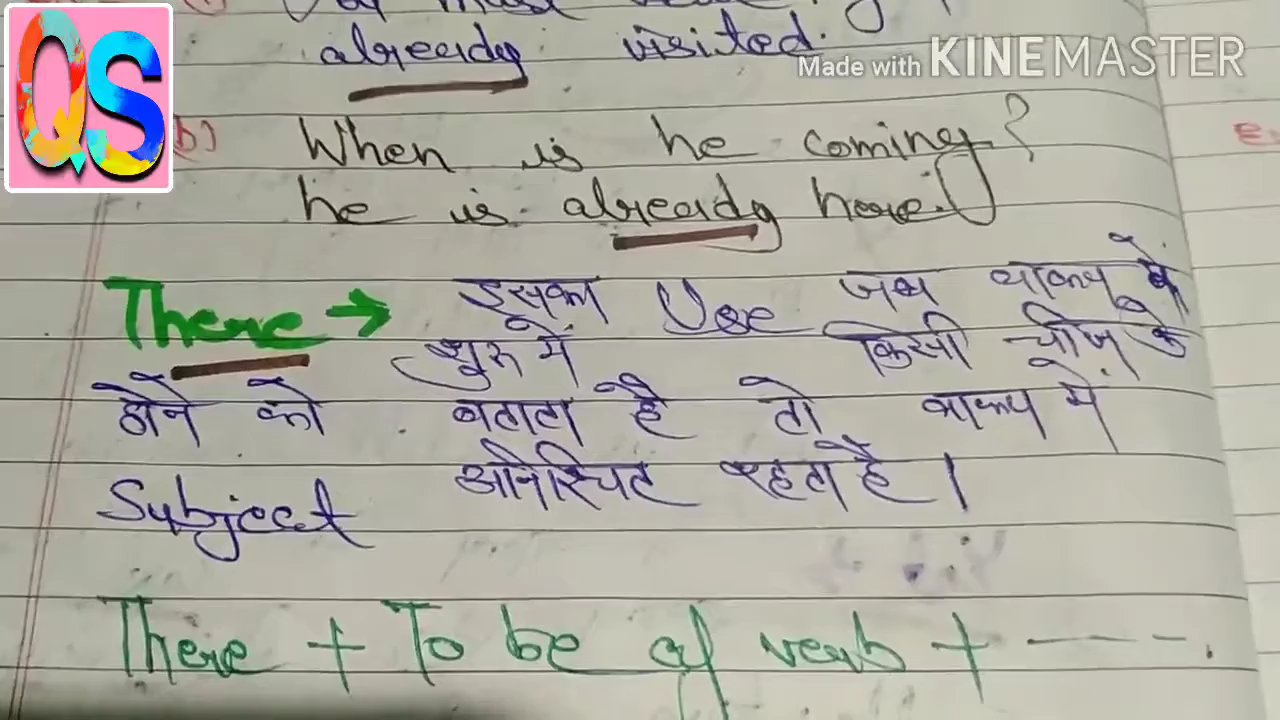 already visited.
QS
Made with KINEMASTER
b) When is he coming?
he is already here.
There → इसका Use जब वाक्य के
शुरू में किसी चीज के
होने को बताता है तो वाक्य में
Subject अनिश्चित रहता है।
There + To be of verb + ----.